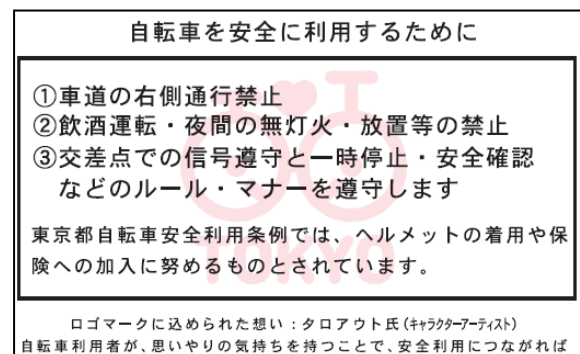 自転車を安全に利用するために
①車道の右側通行禁止
②飲酒運転・夜間の無灯火・放置等の禁止
③交差点での信号遵守と一時停止・安全確認
などのルール・マナーを遵守します
東京都自転車安全利用条例では、ヘルメットの着用や保
険への加入に努めるものとされています。
TOKYO
ロゴマークに込められた想い：タロアウト氏(キャラクターアーティスト)
自転車利用者が、思いやりの気持ちを持つことで、安全利用につながれば